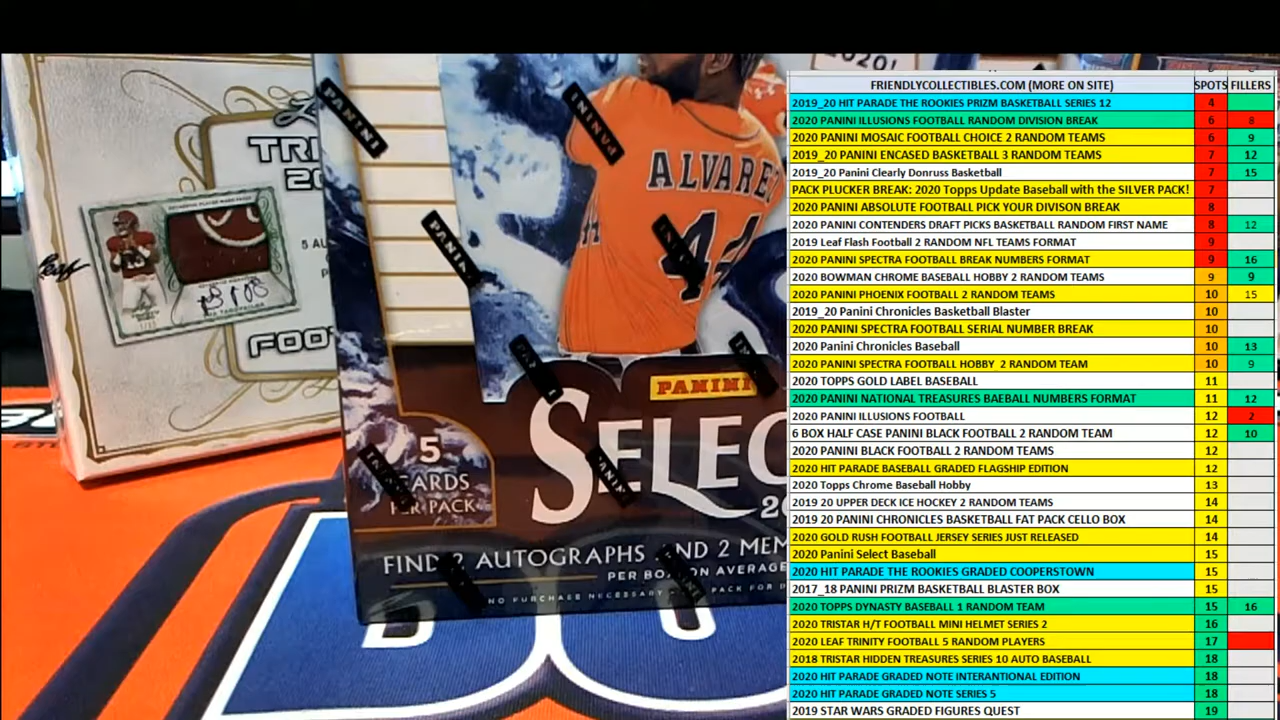 2020!
Leaf
TRI
20
5 AU
P
FOO
PANINI
PANINI
PANINI
ALVARE
44
PANINI
SELEC
20
5
CARDS
PER PACK
FIND 2 AUTOGRAPHS AND 2 MEM
PER BOX ON AVERAGE
NO PURCHASE NECESSARY
PACK FOR
FRIENDLYCOLLECTIBLES.COM (MORE ON SITE) SPOTS FILLERS
2019_20 HIT PARADE THE ROOKIES PRIZM BASKETBALL SERIES 12 4
2020 PANINI ILLUSIONS FOOTBALL RANDOM DIVISION BREAK 6 8
2020 PANINI MOSAIC FOOTBALL CHOICE 2 RANDOM TEAMS 6 9
2019_20 PANINI ENCASED BASKETBALL 3 RANDOM TEAMS 7 12
2019_20 Panini Clearly Donruss Basketball 7 15
PACK PLUCKER BREAK: 2020 Topps Update Baseball with the SILVER PACK! 7
2020 PANINI ABSOLUTE FOOTBALL PICK YOUR DIVISON BREAK 8
2020 PANINI CONTENDERS DRAFT PICKS BASKETBALL RANDOM FIRST NAME 8 12
2019 Leaf Flash Football 2 RANDOM NFL TEAMS FORMAT 9
2020 PANINI SPECTRA FOOTBALL BREAK NUMBERS FORMAT 9 16
2020 BOWMAN CHROME BASEBALL HOBBY 2 RANDOM TEAMS 9 9
2020 PANINI PHOENIX FOOTBALL 2 RANDOM TEAMS 10 15
2019_20 Panini Chronicles Basketball Blaster 10
2020 PANINI SPECTRA FOOTBALL SERIAL NUMBER BREAK 10
2020 Panini Chronicles Baseball 10 13
2020 PANINI SPECTRA FOOTBALL HOBBY 2 RANDOM TEAM 10 9
2020 TOPPS GOLD LABEL BASEBALL 11
2020 PANINI NATIONAL TREASURES BAEBALL NUMBERS FORMAT 11 12
2020 PANINI ILLUSIONS FOOTBALL 12 2
6 BOX HALF CASE PANINI BLACK FOOTBALL 2 RANDOM TEAM 12 10
2020 PANINI BLACK FOOTBALL 2 RANDOM TEAMS 12
2020 HIT PARADE BASEBALL GRADED FLAGSHIP EDITION 12
2020 Topps Chrome Baseball Hobby 13
2019 20 UPPER DECK ICE HOCKEY 2 RANDOM TEAMS 14
2019 20 PANINI CHRONICLES BASKETBALL FAT PACK CELLO BOX 14
2020 GOLD RUSH FOOTBALL JERSEY SERIES JUST RELEASED 14
2020 Panini Select Baseball 15
2020 HIT PARADE THE ROOKIES GRADED COOPERSTOWN 15
2017_18 PANINI PRIZM BASKETBALL BLASTER BOX 15
2020 TOPPS DYNASTY BASEBALL 1 RANDOM TEAM 15 16
2020 TRISTAR H/T FOOTBALL MINI HELMET SERIES 2 16
2020 LEAF TRINITY FOOTBALL 5 RANDOM PLAYERS 17
2018 TRISTAR HIDDEN TREASURES SERIES 10 AUTO BASEBALL 18
2020 HIT PARADE GRADED NOTE INTERANTIONAL EDITION 18
2020 HIT PARADE GRADED NOTE SERIES 5 18
2019 STAR WARS GRADED FIGURES QUEST 19